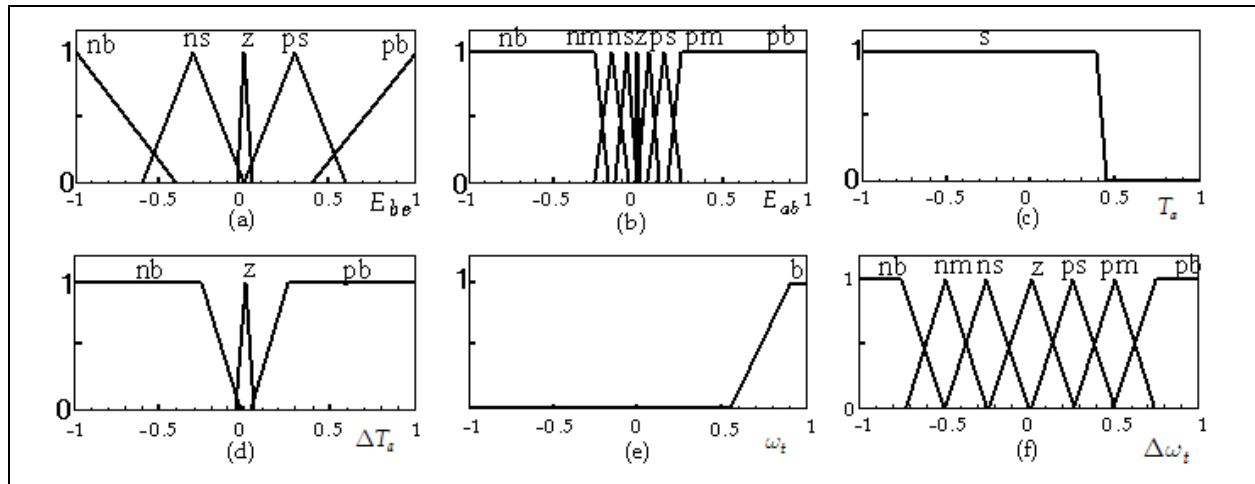 nb ns z ps pb
1
0
-1 -0.5 0 0.5 1
(a) E_be
nb nm ns z ps pm pb
1
0
-1 -0.5 0 0.5 1
(b) E_ab
s
1
0
-1 -0.5 0 0.5 1
(c) T_a
nb z pb
1
0
-1 -0.5 0 0.5 1
(d) ΔT_a
b
1
0
-1 -0.5 0 0.5 1
(e) ω_t
nb nm ns z ps pm pb
1
0
-1 -0.5 0 0.5 1
(f) Δω_t